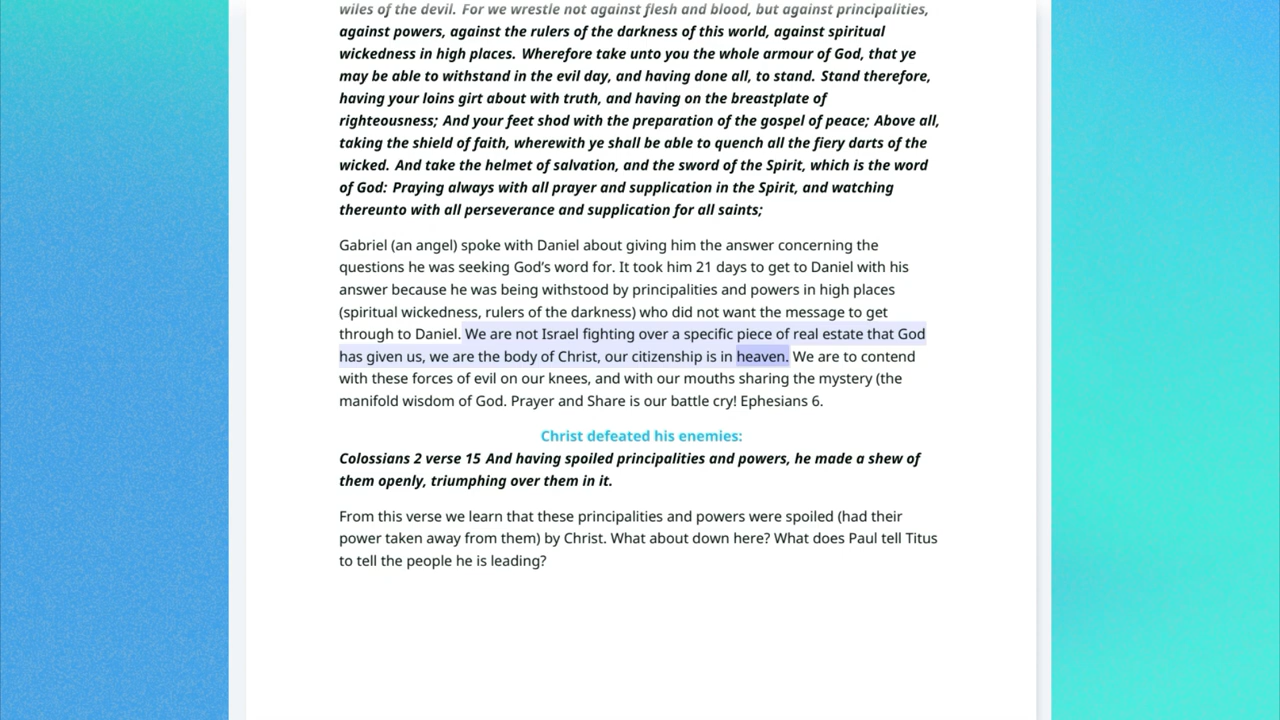 wiles of the devil. For we wrestle not against flesh and blood, but against principalities,
against powers, against the rulers of the darkness of this world, against spiritual
wickedness in high places. Wherefore take unto you the whole armour of God, that ye
may be able to withstand in the evil day, and having done all, to stand. Stand therefore,
having your loins girt about with truth, and having on the breastplate of
righteousness; And your feet shod with the preparation of the gospel of peace; Above all,
taking the shield of faith, wherewith ye shall be able to quench all the fiery darts of the
wicked. And take the helmet of salvation, and the sword of the Spirit, which is the word
of God: Praying always with all prayer and supplication in the Spirit, and watching
thereunto with all perseverance and supplication for all saints;
Gabriel (an angel) spoke with Daniel about giving him the answer concerning the
questions he was seeking God’s word for. It took him 21 days to get to Daniel with his
answer because he was being withstood by principalities and powers in high places
(spiritual wickedness, rulers of the darkness) who did not want the message to get
through to Daniel. We are not Israel fighting over a specific piece of real estate that God
has given us, we are the body of Christ, our citizenship is in heaven. We are to contend
with these forces of evil on our knees, and with our mouths sharing the mystery (the
manifold wisdom of God. Prayer and Share is our battle cry! Ephesians 6.
Christ defeated his enemies:
Colossians 2 verse 15 And having spoiled principalities and powers, he made a shew of
them openly, triumphing over them in it.
From this verse we learn that these principalities and powers were spoiled (had their
power taken away from them) by Christ. What about down here? What does Paul tell Titus
to tell the people he is leading?